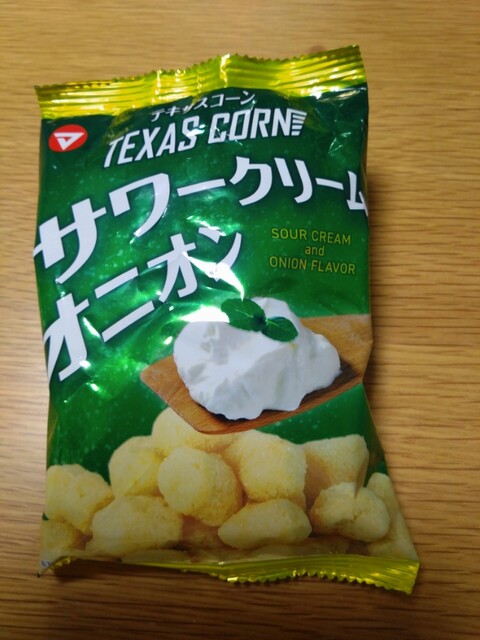 テキサスコーン
TEXAS CORN
サワークリーム
オニオン
SOUR CREAM
and
ONION FLAVOR